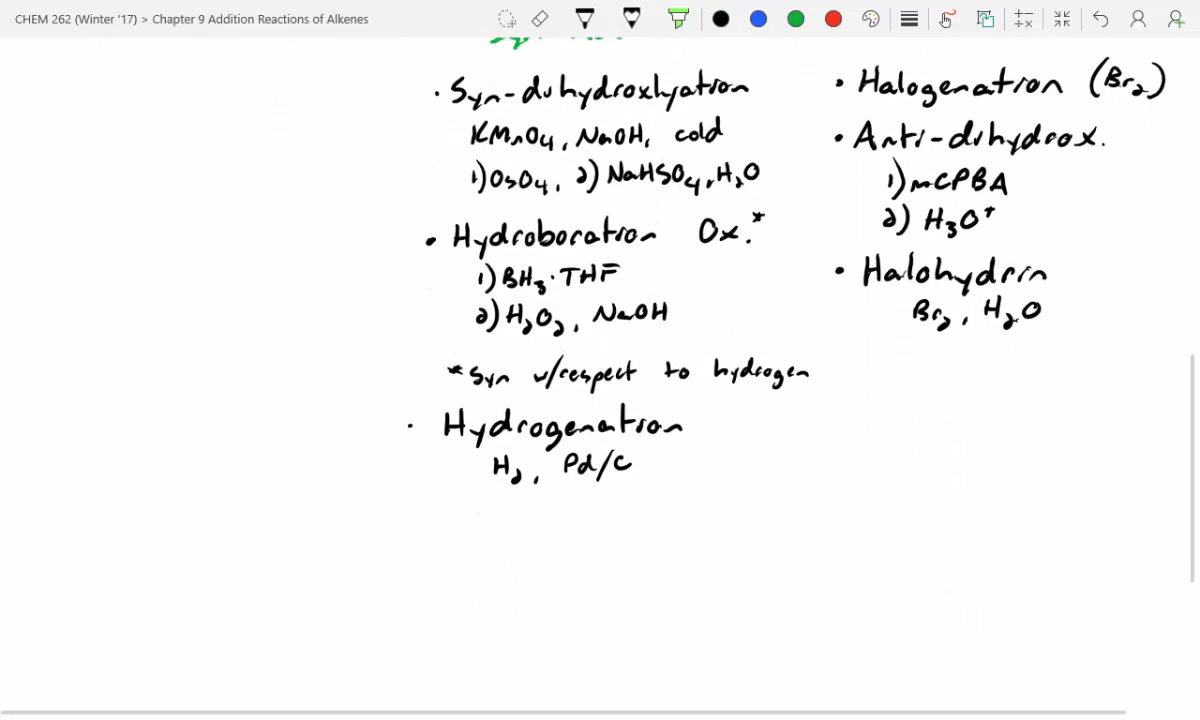 CHEM 262 (Winter '17) > Chapter 9 Addition Reactions of Alkenes
· Syn-dihydroxlyation
KMnO4, NaOH, cold
1) OsO4, 2) NaHSO4, H2O
• Hydroboration Ox.*
1) BH3·THF
2) H2O2, NaOH
*Syn w/respect to hydrogen
· Hydrogenation
H2, Pd/C
• Halogenation (Br2)
• Anti-dihydrox.
1) mCPBA
2) H3O+
• Halohydrin
Br2, H2O